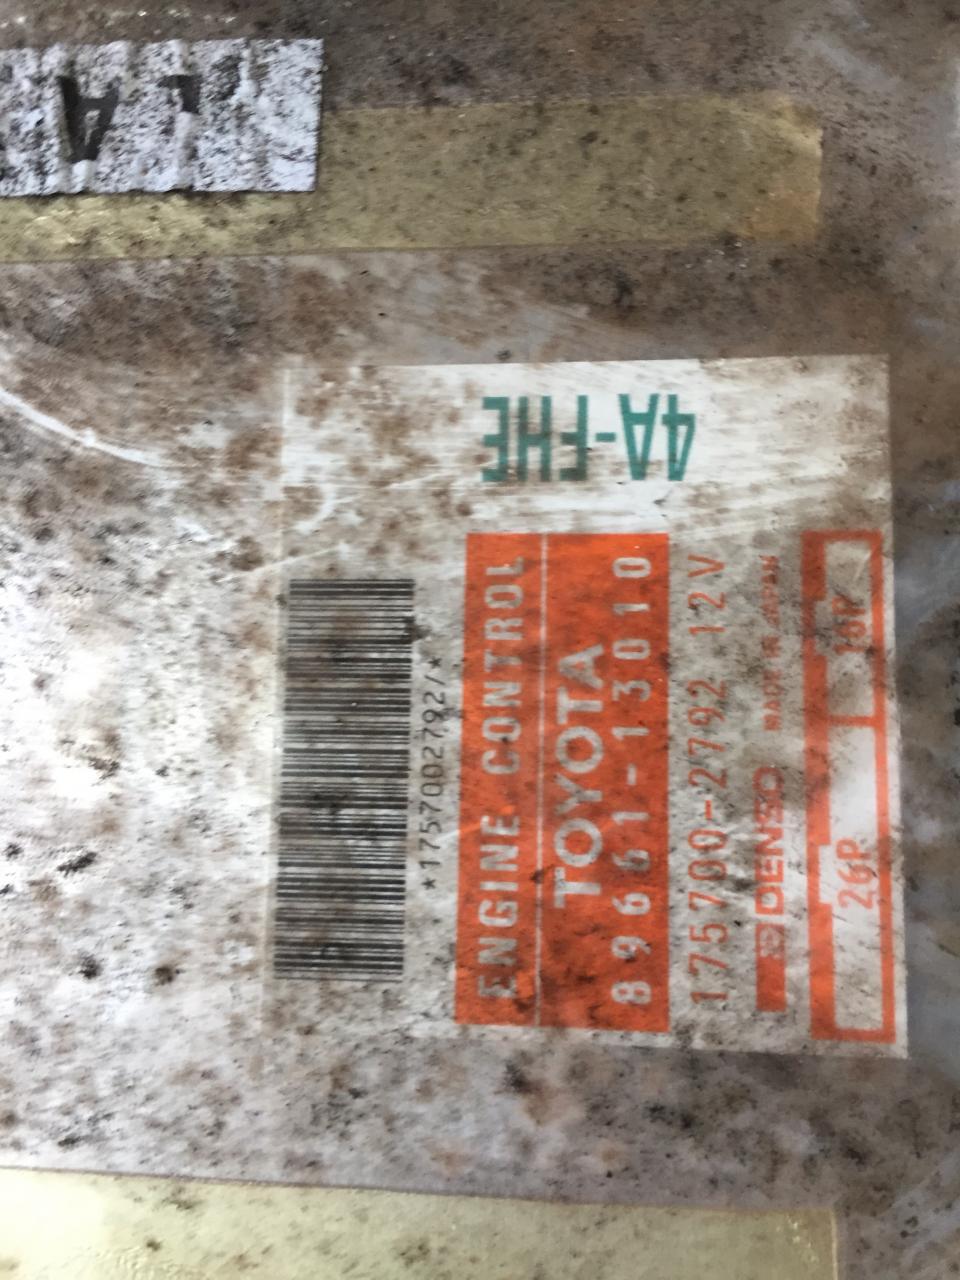 4A-FHE
*1757002792/*
ENGINE CONTROL
TOYOTA
89661-13010
175700-2792 12V
DENSO MADE IN JAPAN
26P 16P